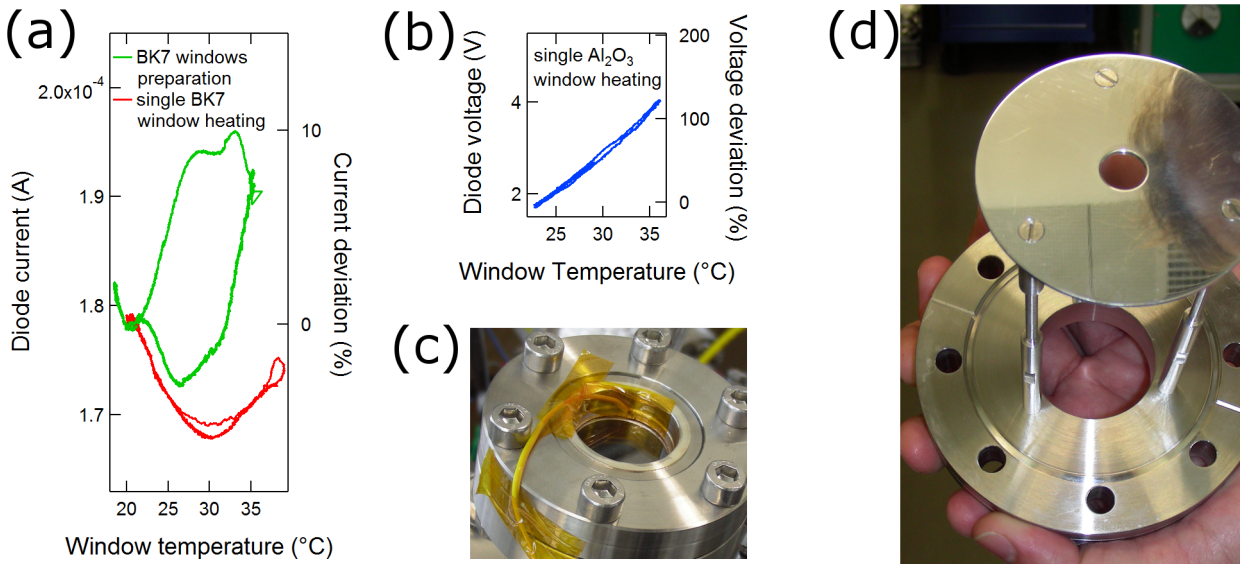 (a)
BK7 windows
preparation
single BK7
window heating
2.0x10⁻⁴
1.9
1.8
1.7
Diode current (A)
10
0
Current deviation
(%)
20
25
30
35
Window temperature (°C)
(b)
single Al₂O₃
window heating
4
2
Diode voltage (V)
200
100
0
Voltage deviation
(%)
25
30
35
Window Temperature (°C)
(c)
(d)